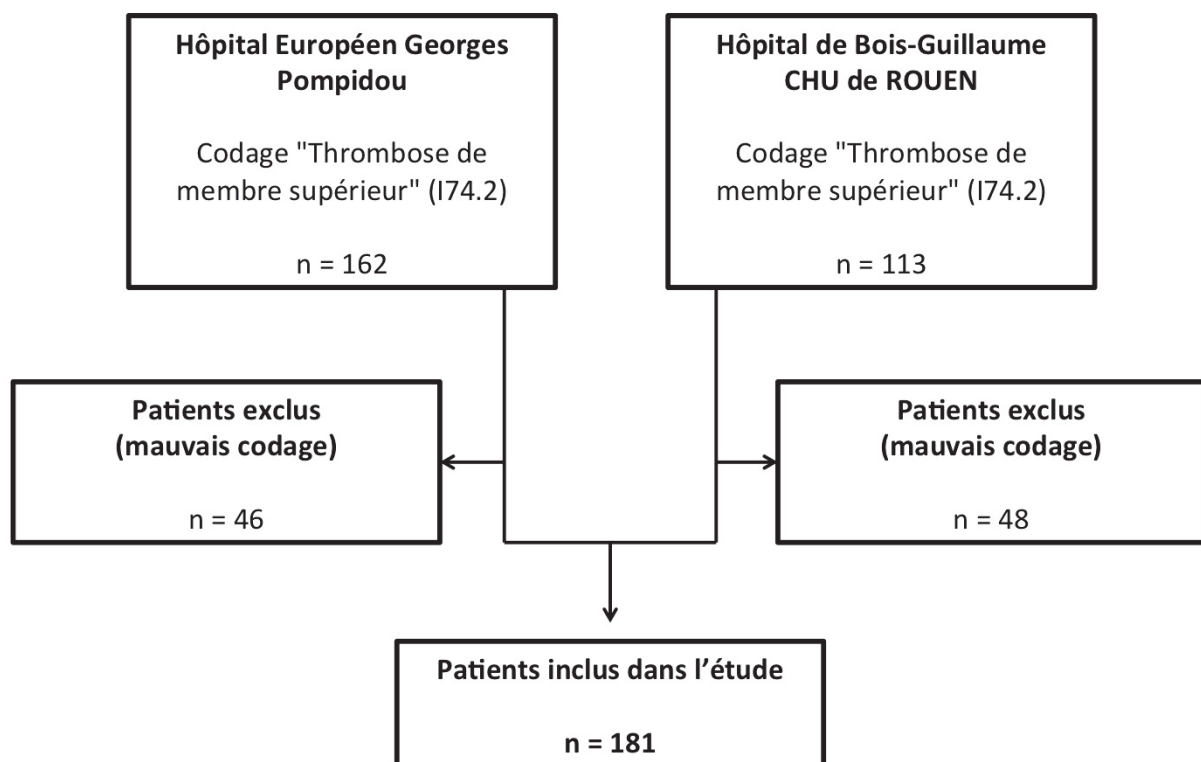 Hôpital Européen Georges
Pompidou
Codage "Thrombose de
membre supérieur" (I74.2)
n = 162
Hôpital de Bois-Guillaume
CHU de ROUEN
Codage "Thrombose de
membre supérieur" (I74.2)
n = 113
Patients exclus
(mauvais codage)
n = 46
Patients exclus
(mauvais codage)
n = 48
Patients inclus dans l’étude
n = 181